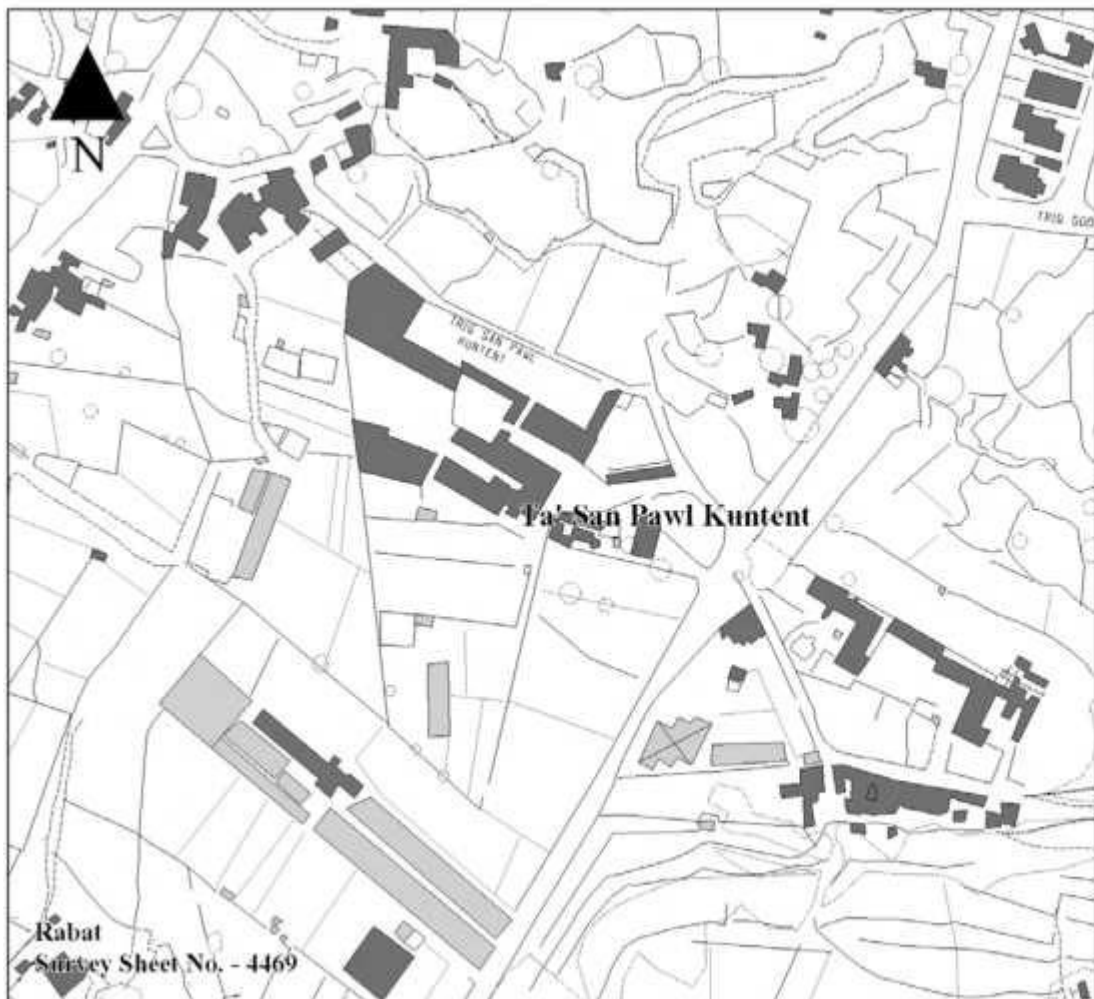 N
TRIQ SAN PAWL
KUNTENT
Ta' San Pawl Kuntent
Rabat
Survey Sheet No. - 4469